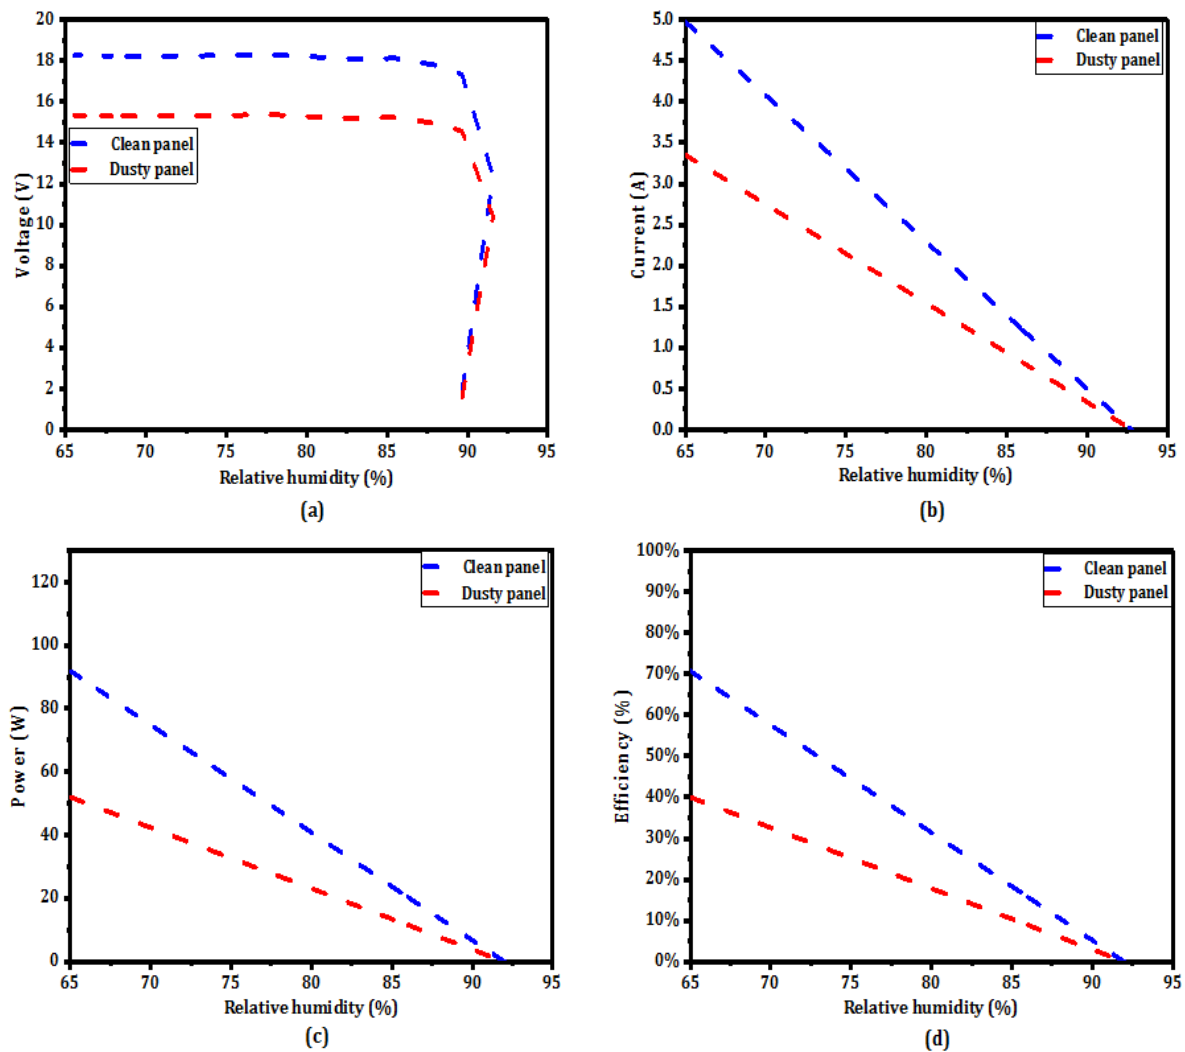 20
18
16
14
12
10
8
6
4
2
0
Voltage (V)
Clean panel
Dusty panel
65 70 75 80 85 90 95
Relative humidity (%)
(a)
5.0
4.5
4.0
3.5
3.0
2.5
2.0
1.5
1.0
0.5
0.0
Current (A)
Clean panel
Dusty panel
65 70 75 80 85 90 95
Relative humidity (%)
(b)
120
100
80
60
40
20
0
Power (W)
Clean panel
Dusty panel
65 70 75 80 85 90 95
Relative humidity (%)
(c)
100%
90%
80%
70%
60%
50%
40%
30%
20%
10%
0%
Efficiency (%)
Clean panel
Dusty panel
65 70 75 80 85 90 95
Relative humidity (%)
(d)